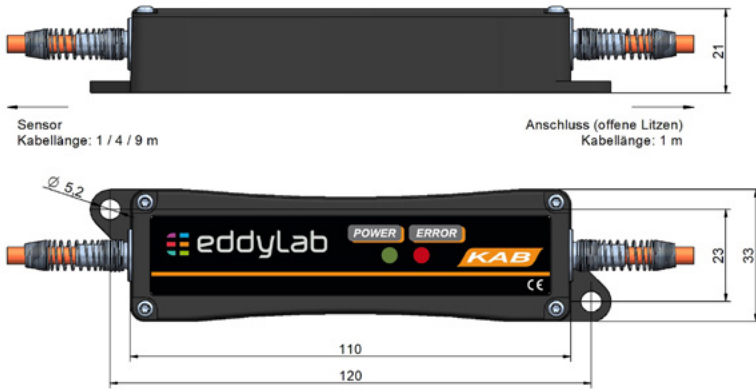 21
Sensor
Kabellänge: 1 / 4 / 9 m
Anschluss (offene Litzen)
Kabellänge: 1 m
Ø 5,2
eddylab
POWER ERROR
KAB
CE
23
33
110
120